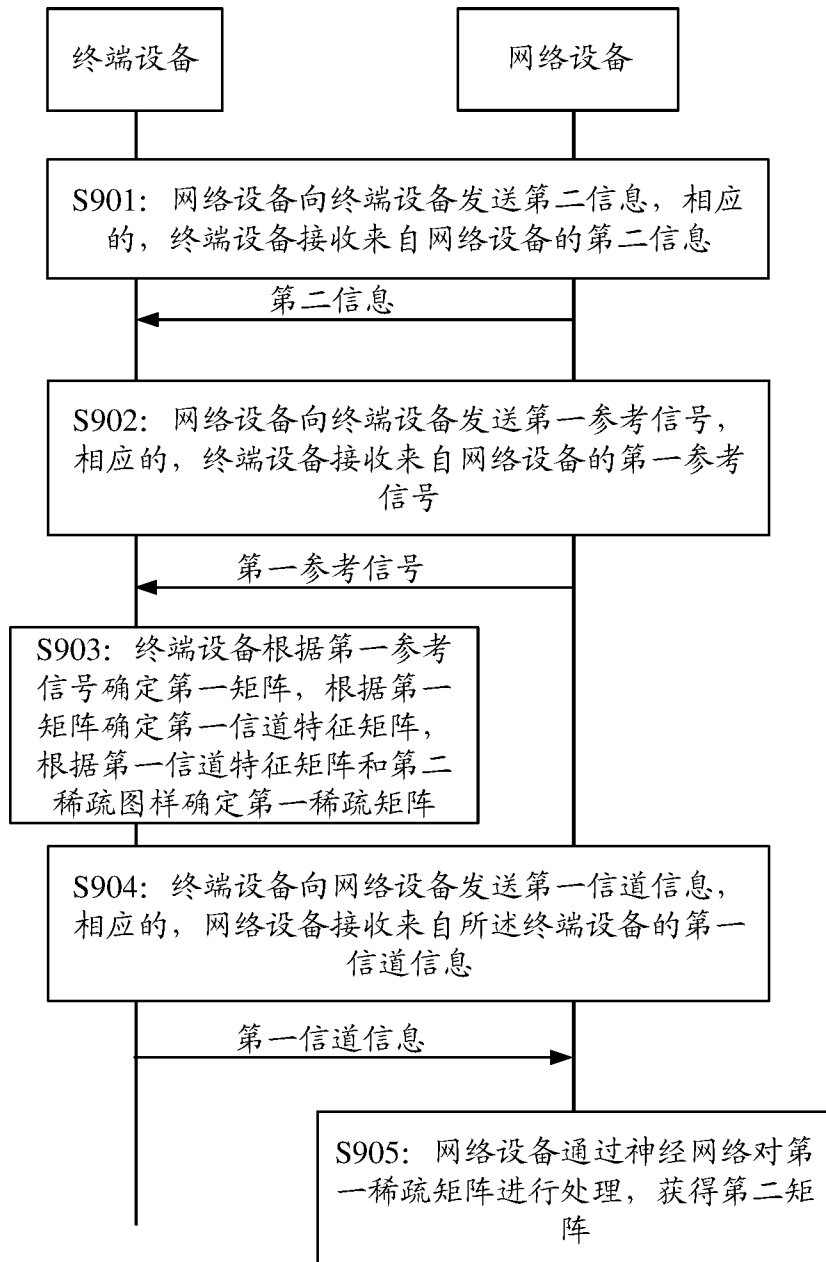 终端设备
网络设备
S901：网络设备向终端设备发送第二信息，相应
的，终端设备接收来自网络设备的第二信息
第二信息
S902：网络设备向终端设备发送第一参考信号，
相应的，终端设备接收来自网络设备的第一参考
信号
第一参考信号
S903：终端设备根据第一参考
信号确定第一矩阵，根据第一
矩阵确定第一信道特征矩阵，
根据第一信道特征矩阵和第二
稀疏图样确定第一稀疏矩阵
S904：终端设备向网络设备发送第一信道信息，
相应的，网络设备接收来自所述终端设备的第一
信道信息
第一信道信息
S905：网络设备通过神经网络对第
一稀疏矩阵进行处理，获得第二矩
阵